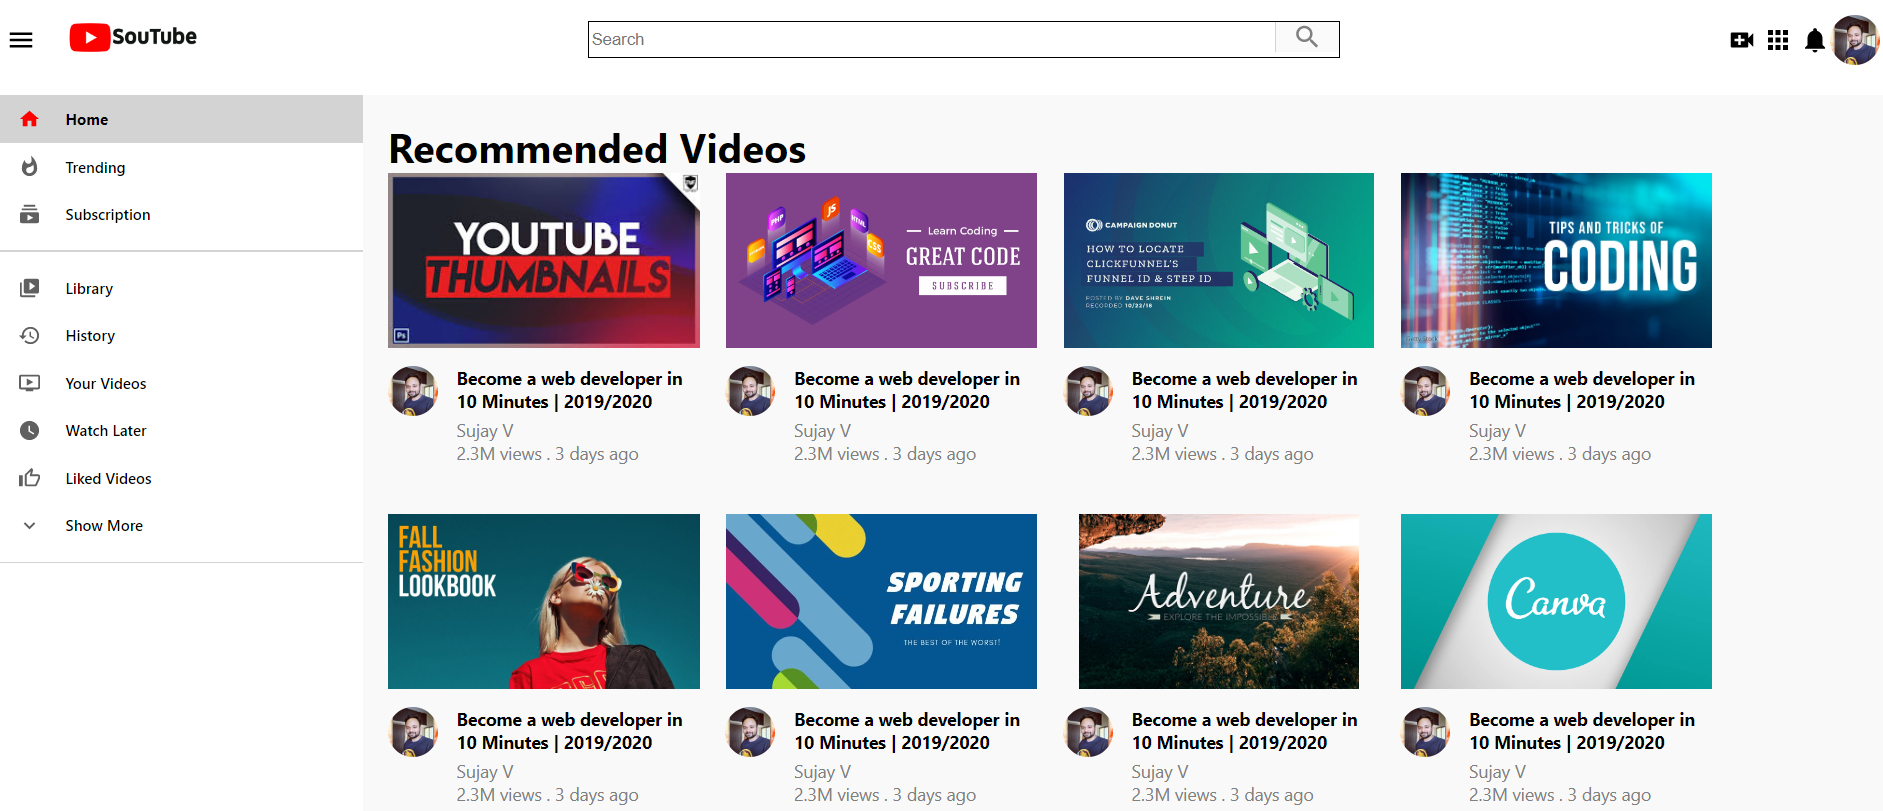 SouTube
Search
Home
Trending
Subscription
Library
History
Your Videos
Watch Later
Liked Videos
Show More
Recommended Videos
YOUTUBE
THUMBNAILS
Ps
PHP
JS
HTML
CSS
Learn Coding
GREAT CODE
SUBSCRIBE
CAMPAIGN DONUT
HOW TO LOCATE
CLICKFUNNEL'S
FUNNEL ID & STEP ID
POSTED BY DAVE SHREIN
RECORDED 10/22/18
TIPS AND TRICKS OF
CODING
Become a web developer in
10 Minutes | 2019/2020
Sujay V
2.3M views . 3 days ago
Become a web developer in
10 Minutes | 2019/2020
Sujay V
2.3M views . 3 days ago
Become a web developer in
10 Minutes | 2019/2020
Sujay V
2.3M views . 3 days ago
Become a web developer in
10 Minutes | 2019/2020
Sujay V
2.3M views . 3 days ago
FALL
FASHION
LOOKBOOK
SPORTING
FAILURES
THE BEST OF THE WORST!
Adventure
EXPLORE THE IMPOSSIBLE
Canva
Become a web developer in
10 Minutes | 2019/2020
Sujay V
2.3M views . 3 days ago
Become a web developer in
10 Minutes | 2019/2020
Sujay V
2.3M views . 3 days ago
Become a web developer in
10 Minutes | 2019/2020
Sujay V
2.3M views . 3 days ago
Become a web developer in
10 Minutes | 2019/2020
Sujay V
2.3M views . 3 days ago